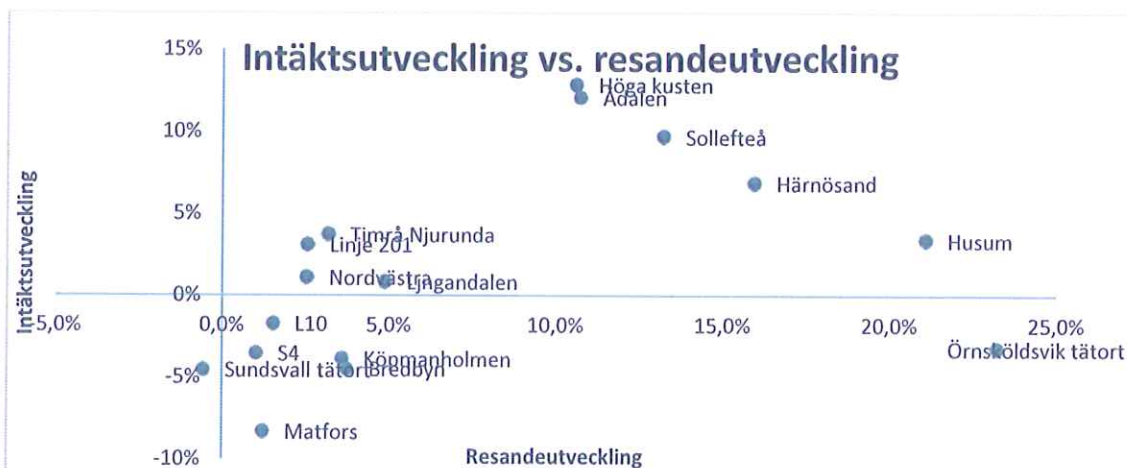 Intäktsutveckling vs. resandeutveckling
15%
10%
5%
0%
-5%
-10%
Intäktsutveckling
Höga kusten
Ådalen
Sollefteå
Härnösand
Timrå Njurunda
Linje 201
Husum
Nordvästra
Ljngandalen
-5,0%
0,0%
5,0%
10,0%
15,0%
20,0%
25,0%
L10
S4
Köpmanholmen
Örnsköldsvik tätort
Sundsvall tätort
Bredbyn
Matfors
Resandeutveckling